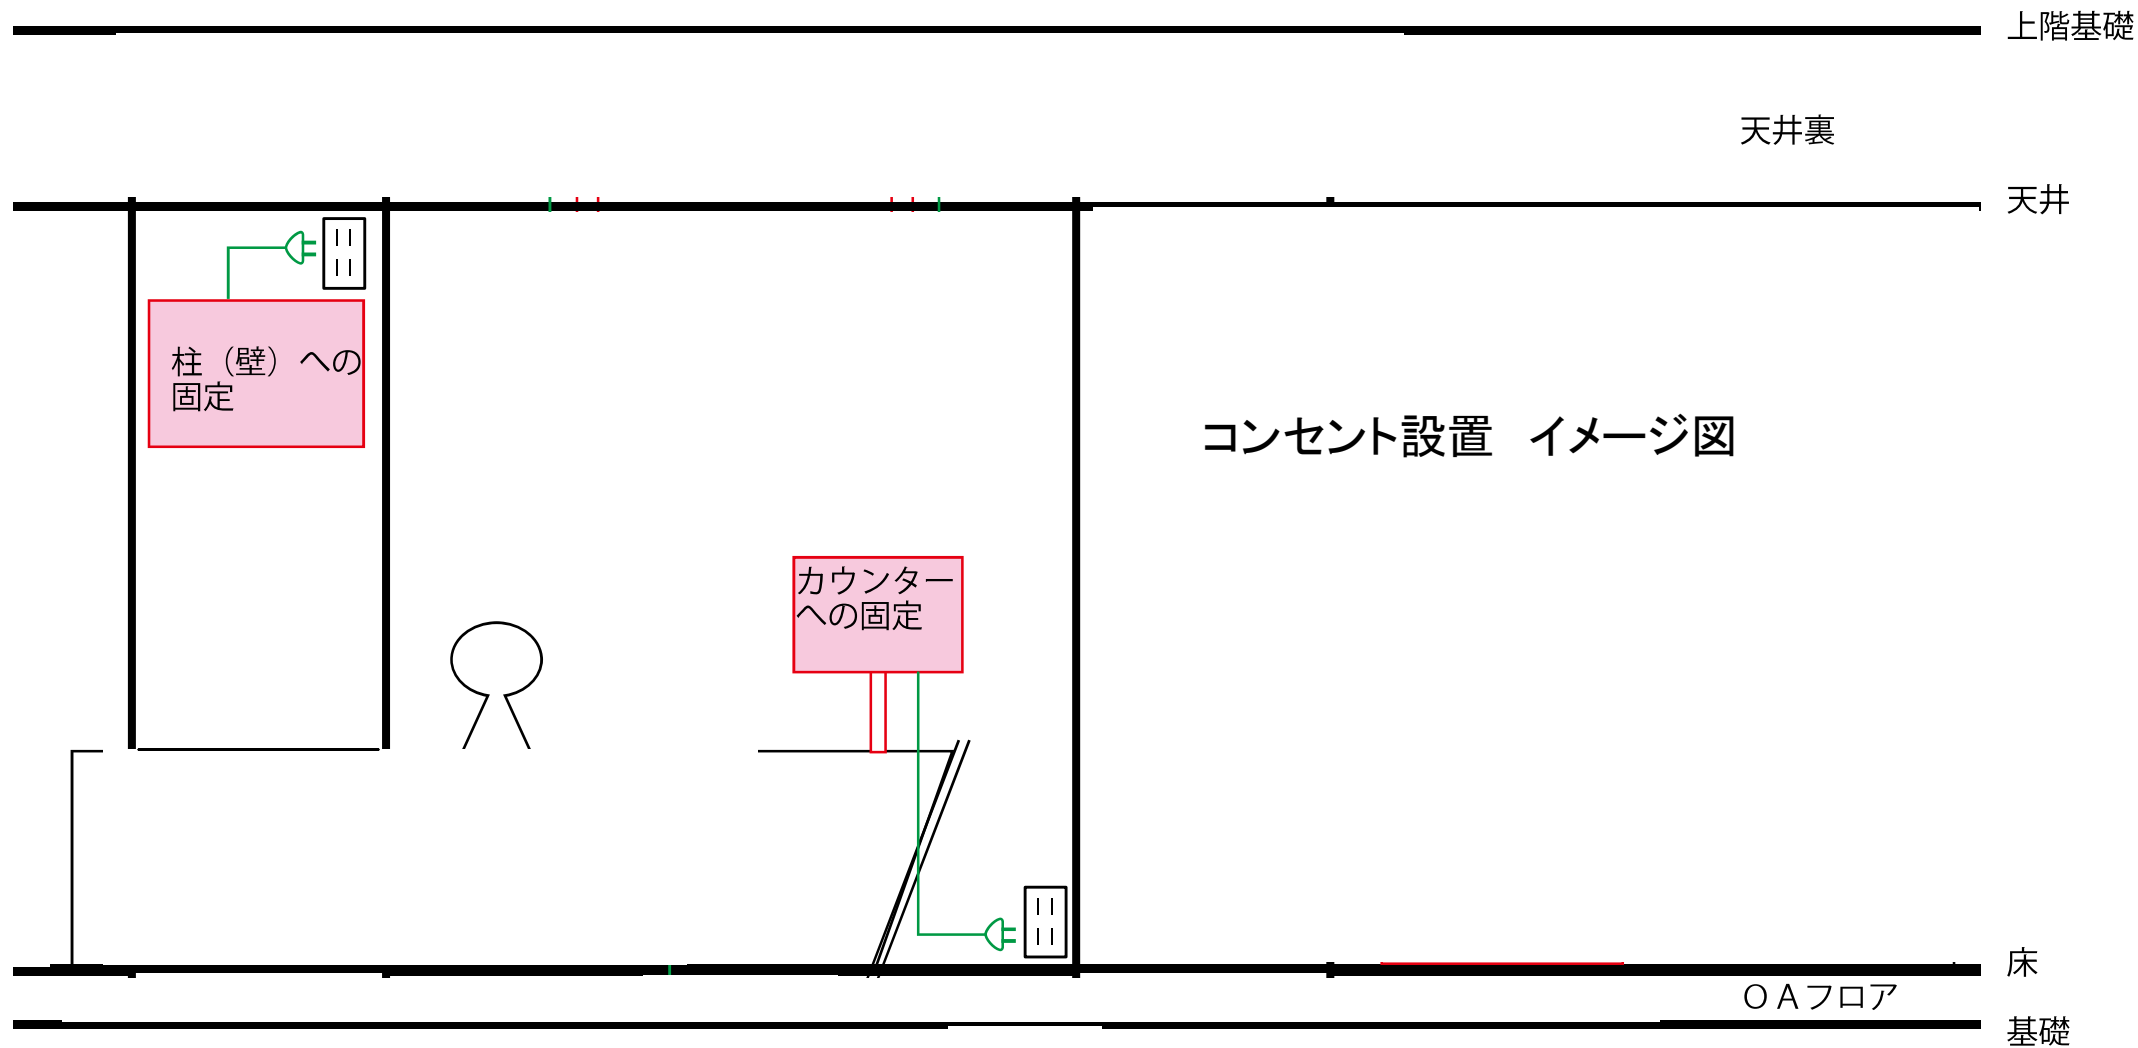 上階基礎
天井裏
天井
柱（壁）への
固定
コンセント設置　イメージ図
カウンター
への固定
床
ＯＡフロア
基礎